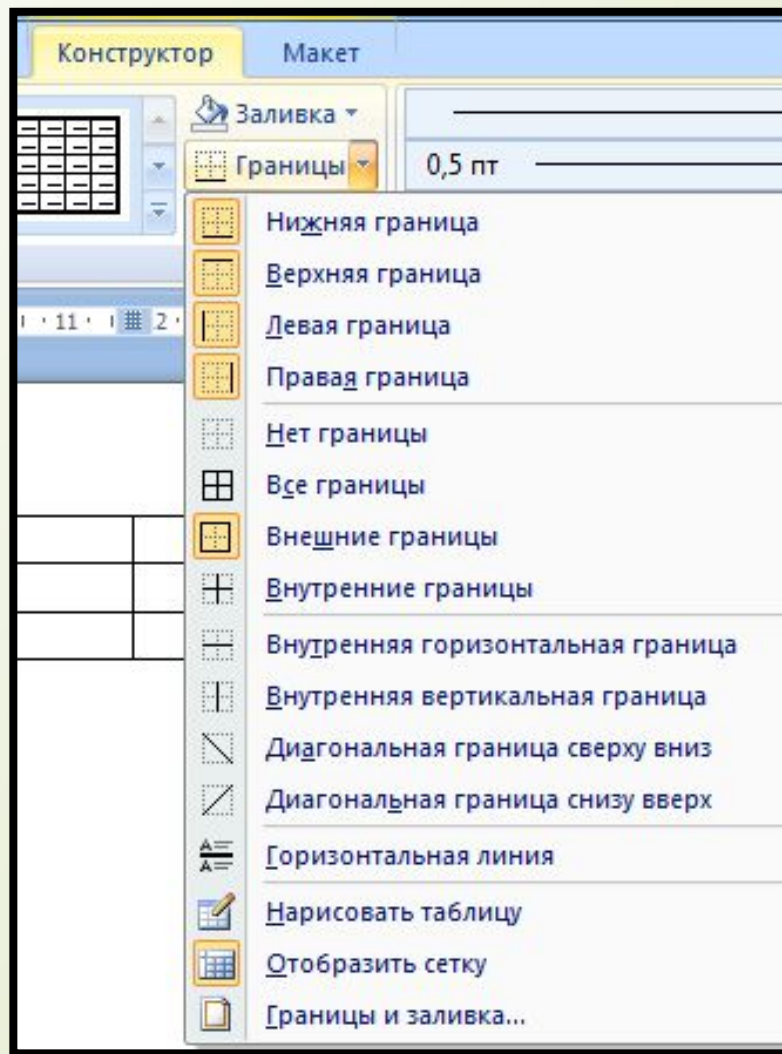 Конструктор Макет
Заливка
Границы 0,5 пт
Нижняя граница
Верхняя граница
11 2
Левая граница
Правая граница
Нет границы
Все границы
Внешние границы
Внутренние границы
Внутренняя горизонтальная граница
Внутренняя вертикальная граница
Диагональная граница сверху вниз
Диагональная граница снизу вверх
Горизонтальная линия
Нарисовать таблицу
Отобразить сетку
Границы и заливка...